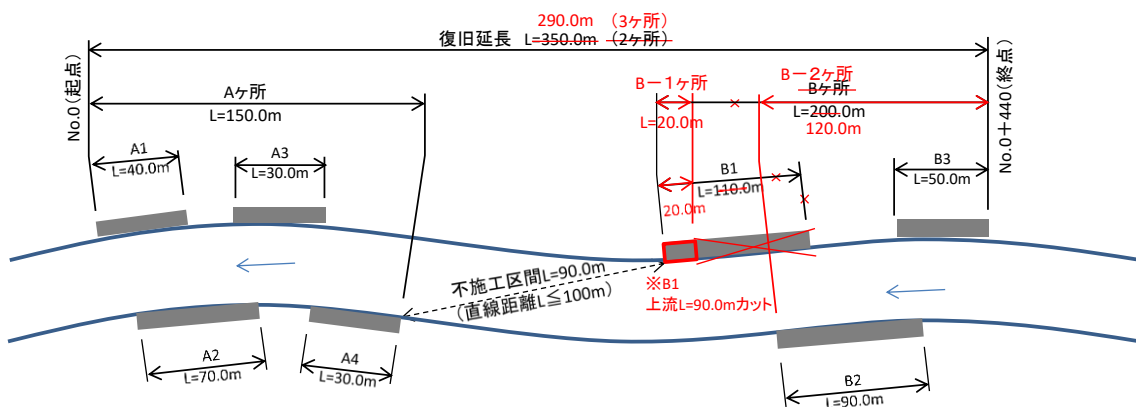 290.0m (3ヶ所)
復旧延長 L=350.0m (2ヶ所)
No.0(起点)
Aヶ所
L=150.0m
B－1ヶ所
L=20.0m
B－2ヶ所
Bヶ所
L=200.0m
120.0m
No.0＋440(終点)
A1
L=40.0m
A3
L=30.0m
B1
L=110.0m
20.0m
B3
L=50.0m
不施工区間L=90.0m
(直線距離L≦100m)
※B1
上流L=90.0mカット
A2
L=70.0m
A4
L=30.0m
B2
L=90.0m